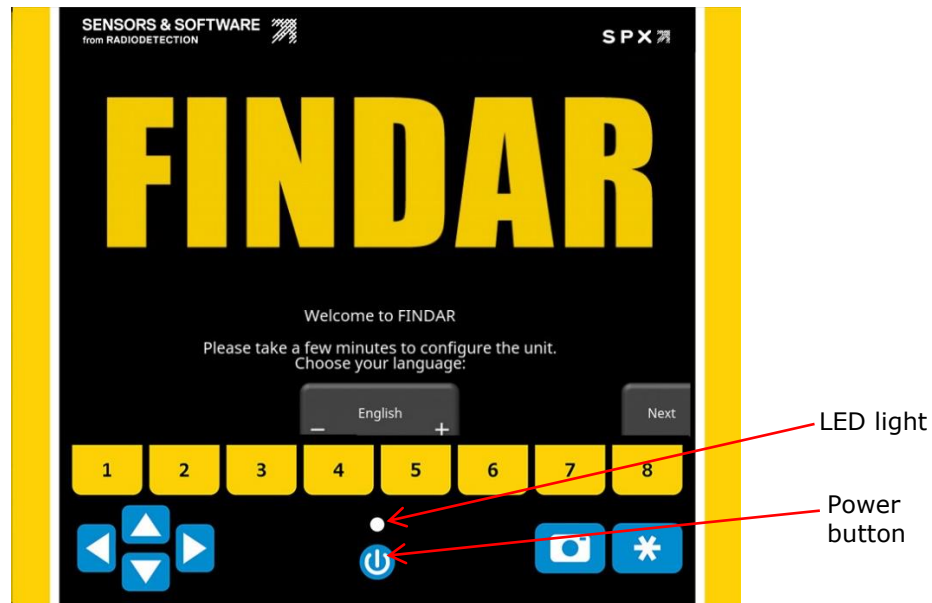 SENSORS & SOFTWARE
from RADIODETECTION
SPX
FINDAR
Welcome to FINDAR
Please take a few minutes to configure the unit.
Choose your language:
English
Next
− +
1 2 3 4 5 6 7 8
LED light
Power
button